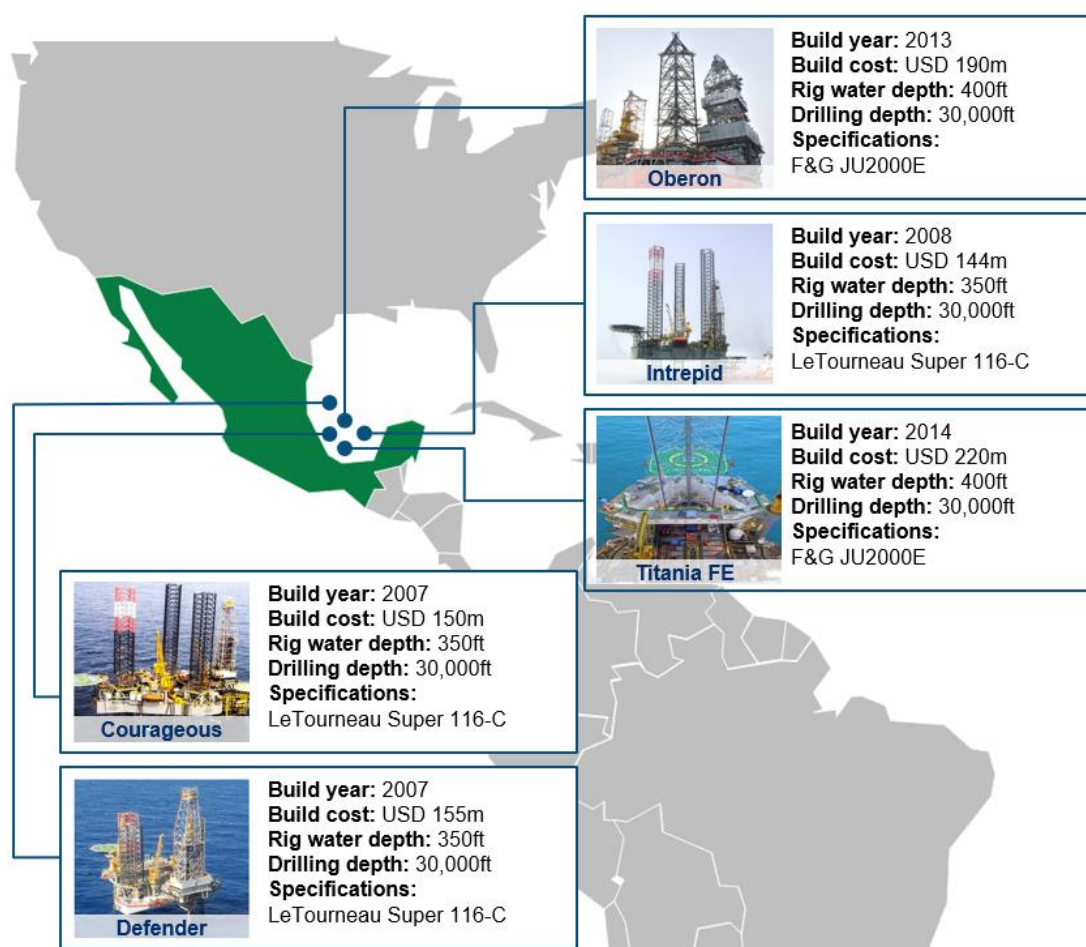 Build year: 2013
Build cost: USD 190m
Rig water depth: 400ft
Drilling depth: 30,000ft
Specifications:
F&G JU2000E
Oberon
Build year: 2008
Build cost: USD 144m
Rig water depth: 350ft
Drilling depth: 30,000ft
Specifications:
LeTourneau Super 116-C
Intrepid
Build year: 2014
Build cost: USD 220m
Rig water depth: 400ft
Drilling depth: 30,000ft
Specifications:
F&G JU2000E
Titania FE
Build year: 2007
Build cost: USD 150m
Rig water depth: 350ft
Drilling depth: 30,000ft
Specifications:
LeTourneau Super 116-C
Courageous
Build year: 2007
Build cost: USD 155m
Rig water depth: 350ft
Drilling depth: 30,000ft
Specifications:
LeTourneau Super 116-C
Defender